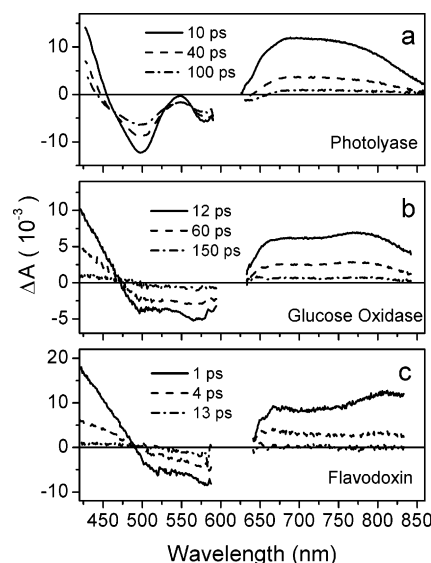 a
10 ps
40 ps
100 ps
10
0
-10
Photolyase
b
12 ps
60 ps
150 ps
10
5
0
-5
Glucose Oxidase
ΔA (10⁻³)
c
1 ps
4 ps
13 ps
20
10
0
-10
Flavodoxin
450 500 550 600 650 700 750 800 850
Wavelength (nm)